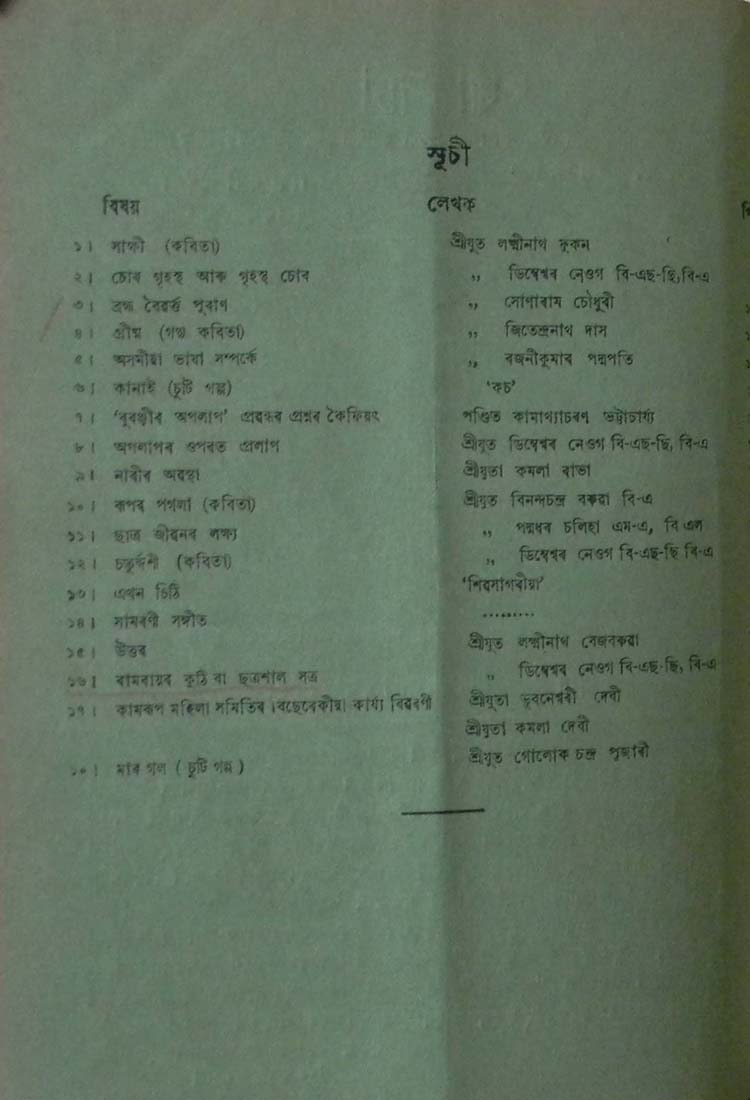 সূচী
বিষয় লেখক
১। সাক্ষী (কবিতা) শ্ৰীযুত লক্ষ্মীনাথ ফুকন
২। চোৰ গৃহস্থ আৰু গৃহস্থ চোৰ ,, ডিম্বেশ্বৰ নেওগ বি-এছ-ছি, বি-এ
৩। ব্ৰহ্ম বৈৱৰ্ত্ত পুৰাণ ,, সোণাৰাম চৌধুৰী
৪। গ্ৰীষ্ম (গদ্য কবিতা) ,, জিতেন্দ্ৰনাথ দাস
৫। অসমীয়া ভাষা সম্পৰ্কে ,, ৰজনীকুমাৰ পদ্মপতি
৬। কানাই (চুটি গল্প) ‘কচ’
৭। ‘বুৰঞ্জীৰ অপলাপ’ প্ৰৱন্ধৰ প্ৰশ্নৰ কৈফিয়ৎ পণ্ডিত কামাখ্যাচৰণ ভট্টাচাৰ্য্য
৮। অপলাপৰ ওপৰত প্ৰলাপ শ্ৰীযুত ডিম্বেশ্বৰ নেওগ বি-এছ-ছি, বি-এ
৯। নাৰীৰ অৱস্থা শ্ৰীযুতা কমলা ৰাভা
১০। ৰূপৰ পগলা (কবিতা) শ্ৰীযুত বিনন্দচন্দ্ৰ বৰুৱা বি-এ
১১। ছাত্ৰ জীৱনৰ লক্ষ্য ,, পদ্মধৰ চলিহা এম-এ, বি এল
১২। চতুৰ্দ্দশী (কবিতা) ,, ডিম্বেশ্বৰ নেওগ বি-এছ-ছি বি-এ
১৩। এখন চিঠি ‘শিৱসাগৰীয়া’
১৪। সামৰণী সঙ্গীত ..........
১৫। উত্তৰ শ্ৰীযুত লক্ষ্মীনাথ বেজবৰুৱা
১৬। ৰামৰায়ৰ কুঠি বা ছত্ৰশাল সত্ৰ ,, ডিম্বেশ্বৰ নেওগ বি-এছ-ছি, বি-এ
১৭। কামৰূপ মহিলা সমিতিৰ বছেৰেকীয়া কাৰ্য্য বিৱৰণী শ্ৰীযুতা ভুবনেশ্বৰী দেবী
শ্ৰীযুতা কমলা দেবী
১৮। মাৰ গল (চুটি গল্প) শ্ৰীযুত গোলোক চন্দ্ৰ পুজাৰী